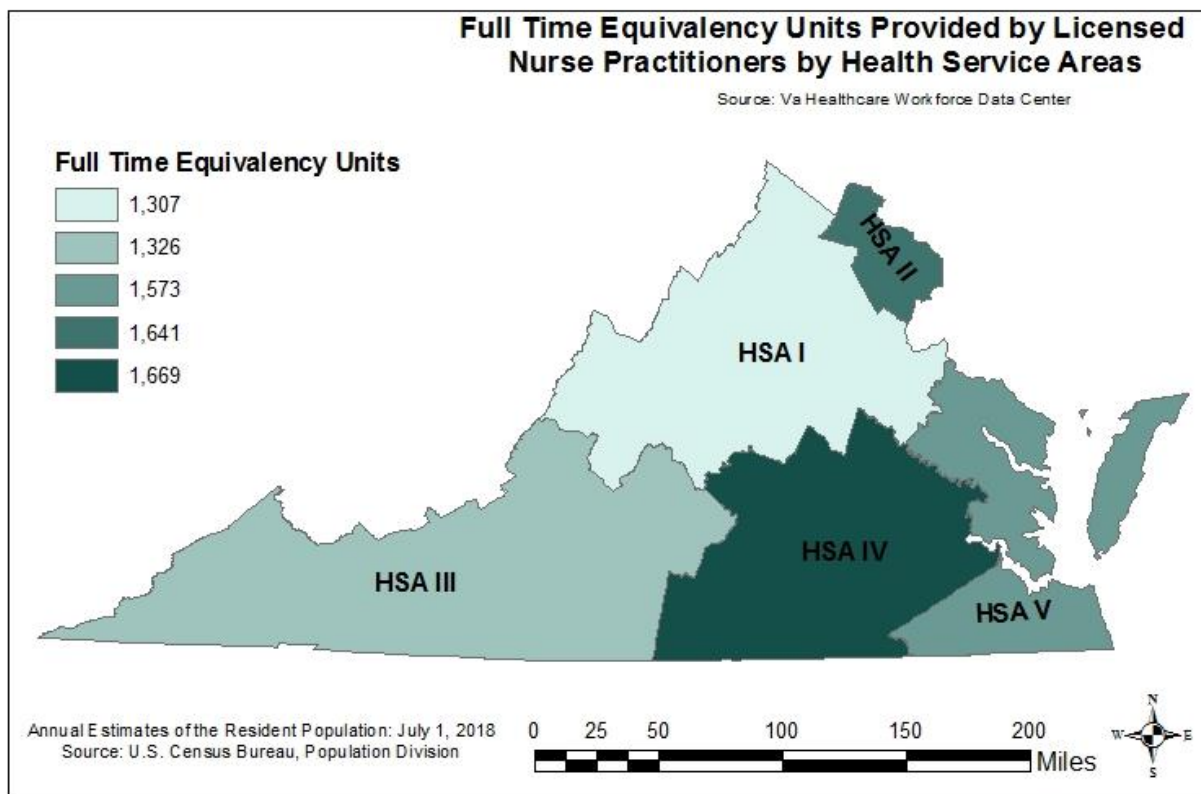 Full Time Equivalency Units Provided by Licensed
Nurse Practitioners by Health Service Areas
Source: Va Healthcare Workforce Data Center
Full Time Equivalency Units
1,307
1,326
1,573
1,641
1,669
HSA II
HSA I
HSA IV
HSA III
HSA V
Annual Estimates of the Resident Population: July 1, 2018
Source: U.S. Census Bureau, Population Division
0 25 50 100 150 200
Miles
N
W E
S